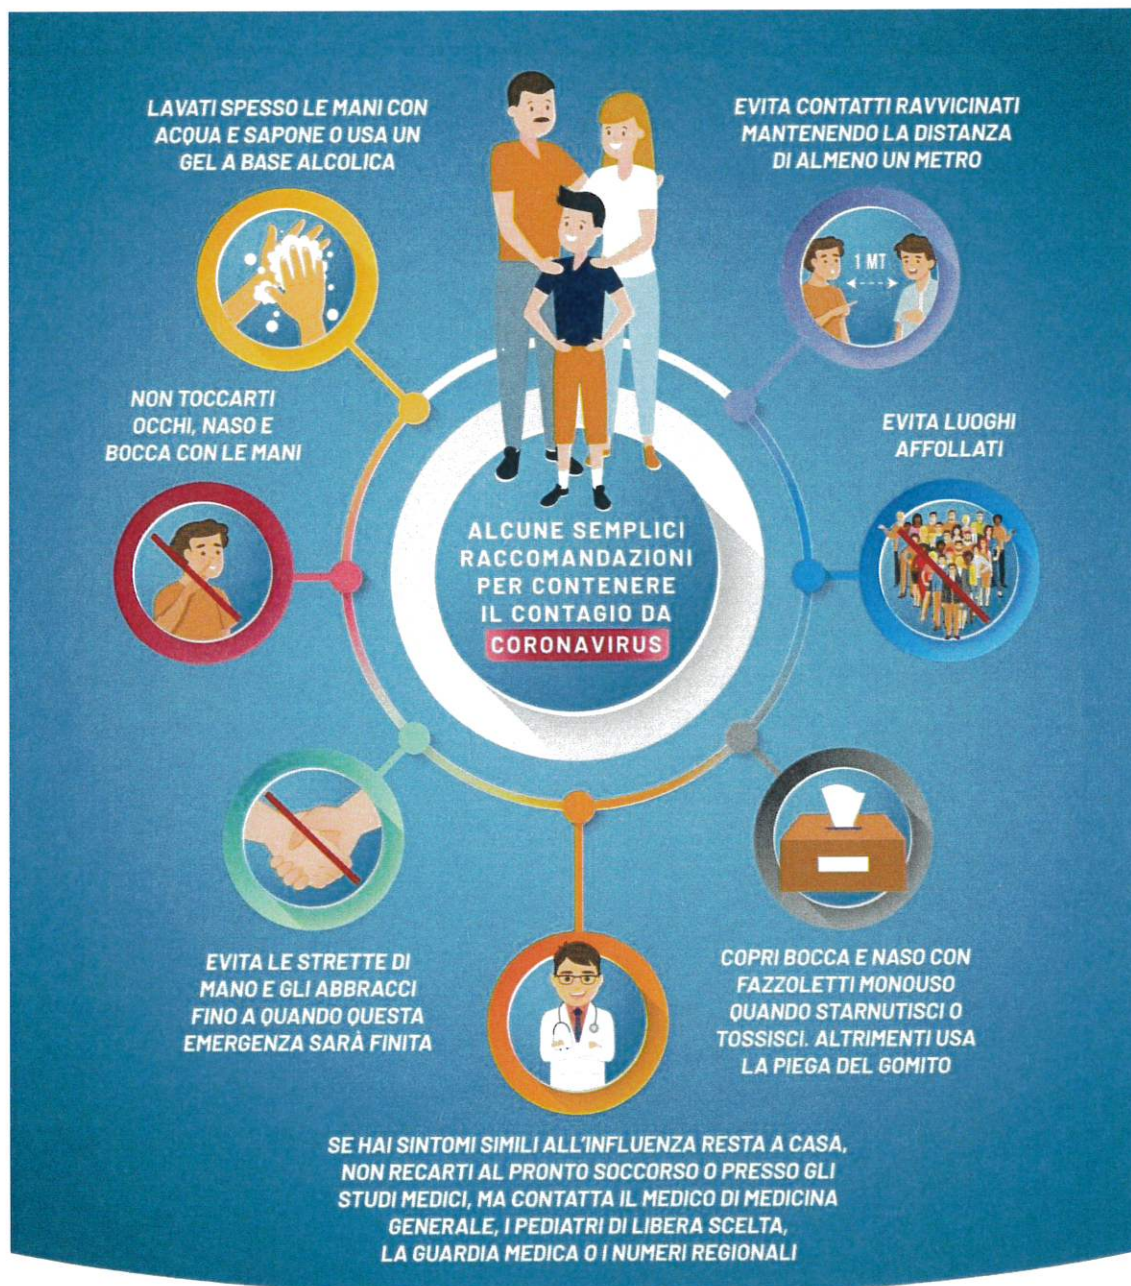 LAVATI SPESSO LE MANI CON
ACQUA E SAPONE O USA UN
GEL A BASE ALCOLICA
EVITA CONTATTI RAVVICINATI
MANTENENDO LA DISTANZA
DI ALMENO UN METRO
1 MT
NON TOCCARTI
OCCHI, NASO E
BOCCA CON LE MANI
EVITA LUOGHI
AFFOLLATI
ALCUNE SEMPLICI
RACCOMANDAZIONI
PER CONTENERE
IL CONTAGIO DA
CORONAVIRUS
EVITA LE STRETTE DI
MANO E GLI ABBRACCI
FINO A QUANDO QUESTA
EMERGENZA SARÀ FINITA
COPRI BOCCA E NASO CON
FAZZOLETTI MONOUSO
QUANDO STARNUTISCI O
TOSSISCI. ALTRIMENTI USA
LA PIEGA DEL GOMITO
SE HAI SINTOMI SIMILI ALL'INFLUENZA RESTA A CASA,
NON RECARTI AL PRONTO SOCCORSO O PRESSO GLI
STUDI MEDICI, MA CONTATTA IL MEDICO DI MEDICINA
GENERALE, I PEDIATRI DI LIBERA SCELTA,
LA GUARDIA MEDICA O I NUMERI REGIONALI